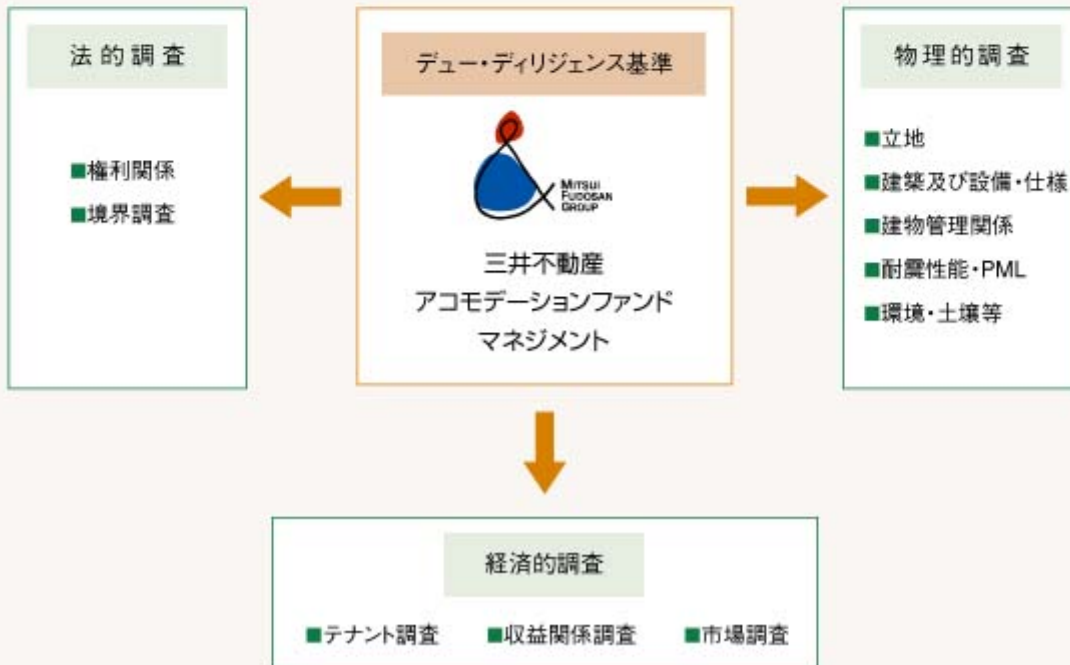 法的調査
■権利関係
■境界調査
デュー・ディリジェンス基準
MITSUI
FUDOSAN
GROUP
三井不動産
アコモデーションファンド
マネジメント
物理的調査
■立地
■建築及び設備・仕様
■建物管理関係
■耐震性能・PML
■環境・土壌等
経済的調査
■テナント調査 ■収益関係調査 ■市場調査